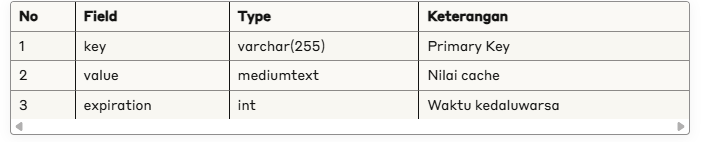 No Field Type Keterangan
1 key varchar(255) Primary Key
2 value mediumtext Nilai cache
3 expiration int Waktu kedaluwarsa